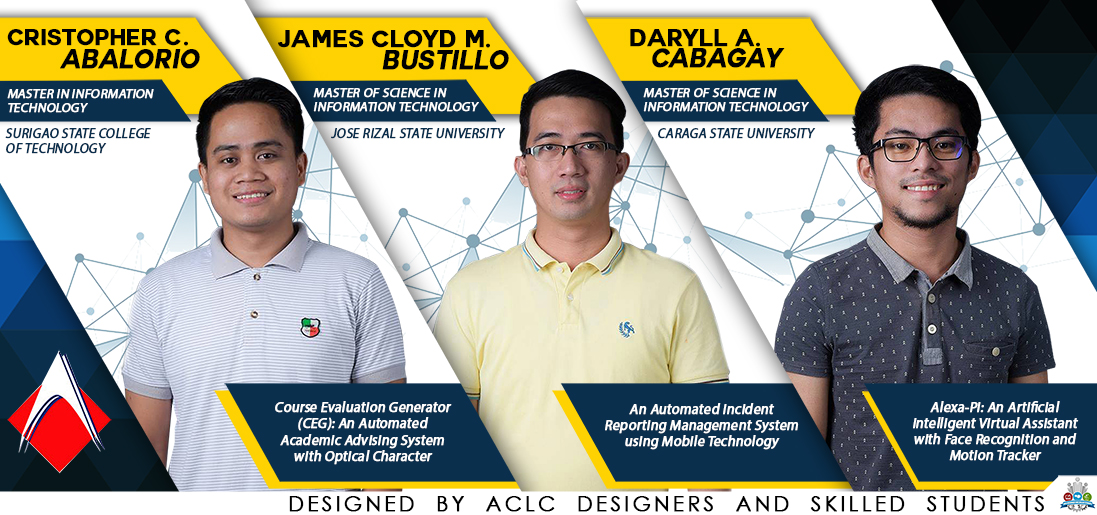 CRISTOPHER C.
ABALORIO
MASTER IN INFORMATION
TECHNOLOGY
SURIGAO STATE COLLEGE
OF TECHNOLOGY
JAMES CLOYD M.
BUSTILLO
MASTER OF SCIENCE IN
INFORMATION TECHNOLOGY
JOSE RIZAL STATE UNIVERSITY
DARYLL A.
CABAGAY
MASTER OF SCIENCE IN
INFORMATION TECHNOLOGY
CARAGA STATE UNIVERSITY
Course Evaluation Generator
(CEG): An Automated
Academic Advising System
with Optical Character
An Automated Incident
Reporting Management System
using Mobile Technology
Alexa-Pi: An Artificial
Intelligent Virtual Assistant
with Face Recognition and
Motion Tracker
DESIGNED BY ACLC DESIGNERS AND SKILLED STUDENTS